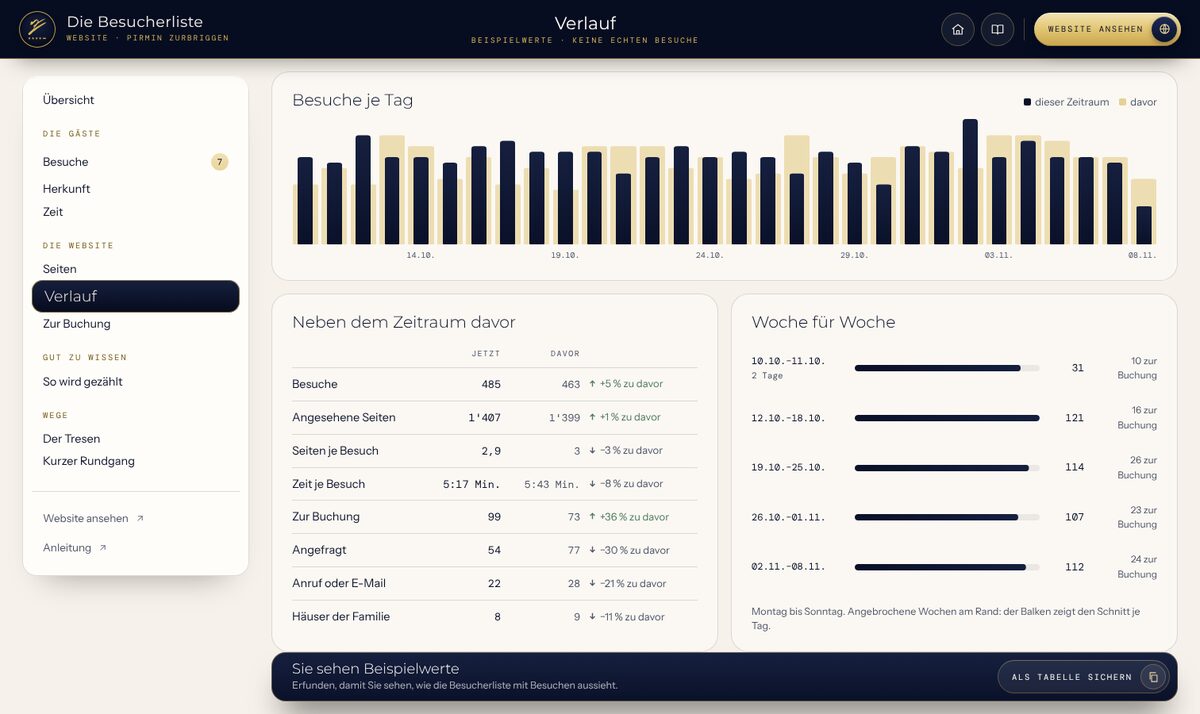 Die Besucherliste
WEBSITE · PIRMIN ZURBRIGGEN
Verlauf
BEISPIELWERTE · KEINE ECHTEN BESUCHE
WEBSITE ANSEHEN
Übersicht
DIE GÄSTE
Besuche 7
Herkunft
Zeit
DIE WEBSITE
Seiten
Verlauf
Zur Buchung
GUT ZU WISSEN
So wird gezählt
WEGE
Der Tresen
Kurzer Rundgang
Website ansehen ↗
Anleitung ↗
Besuche je Tag
dieser Zeitraum davor
14.10. 19.10. 24.10. 29.10. 03.11. 08.11.
Neben dem Zeitraum davor
JETZT DAVOR
Besuche 485 463 ↑ +5 % zu davor
Angesehene Seiten 1'407 1'399 ↑ +1 % zu davor
Seiten je Besuch 2,9 3 ↓ −3 % zu davor
Zeit je Besuch 5:17 Min. 5:43 Min. ↓ −8 % zu davor
Zur Buchung 99 73 ↑ +36 % zu davor
Angefragt 54 77 ↓ −30 % zu davor
Anruf oder E-Mail 22 28 ↓ −21 % zu davor
Häuser der Familie 8 9 ↓ −11 % zu davor
Woche für Woche
10.10.–11.10. 31 10 zur
2 Tage Buchung
12.10.–18.10. 121 16 zur
Buchung
19.10.–25.10. 114 26 zur
Buchung
26.10.–01.11. 107 23 zur
Buchung
02.11.–08.11. 112 24 zur
Buchung
Montag bis Sonntag. Angebrochene Wochen am Rand: der Balken zeigt den Schnitt je
Tag.
Sie sehen Beispielwerte
Erfunden, damit Sie sehen, wie die Besucherliste mit Besuchen aussieht.
ALS TABELLE SICHERN